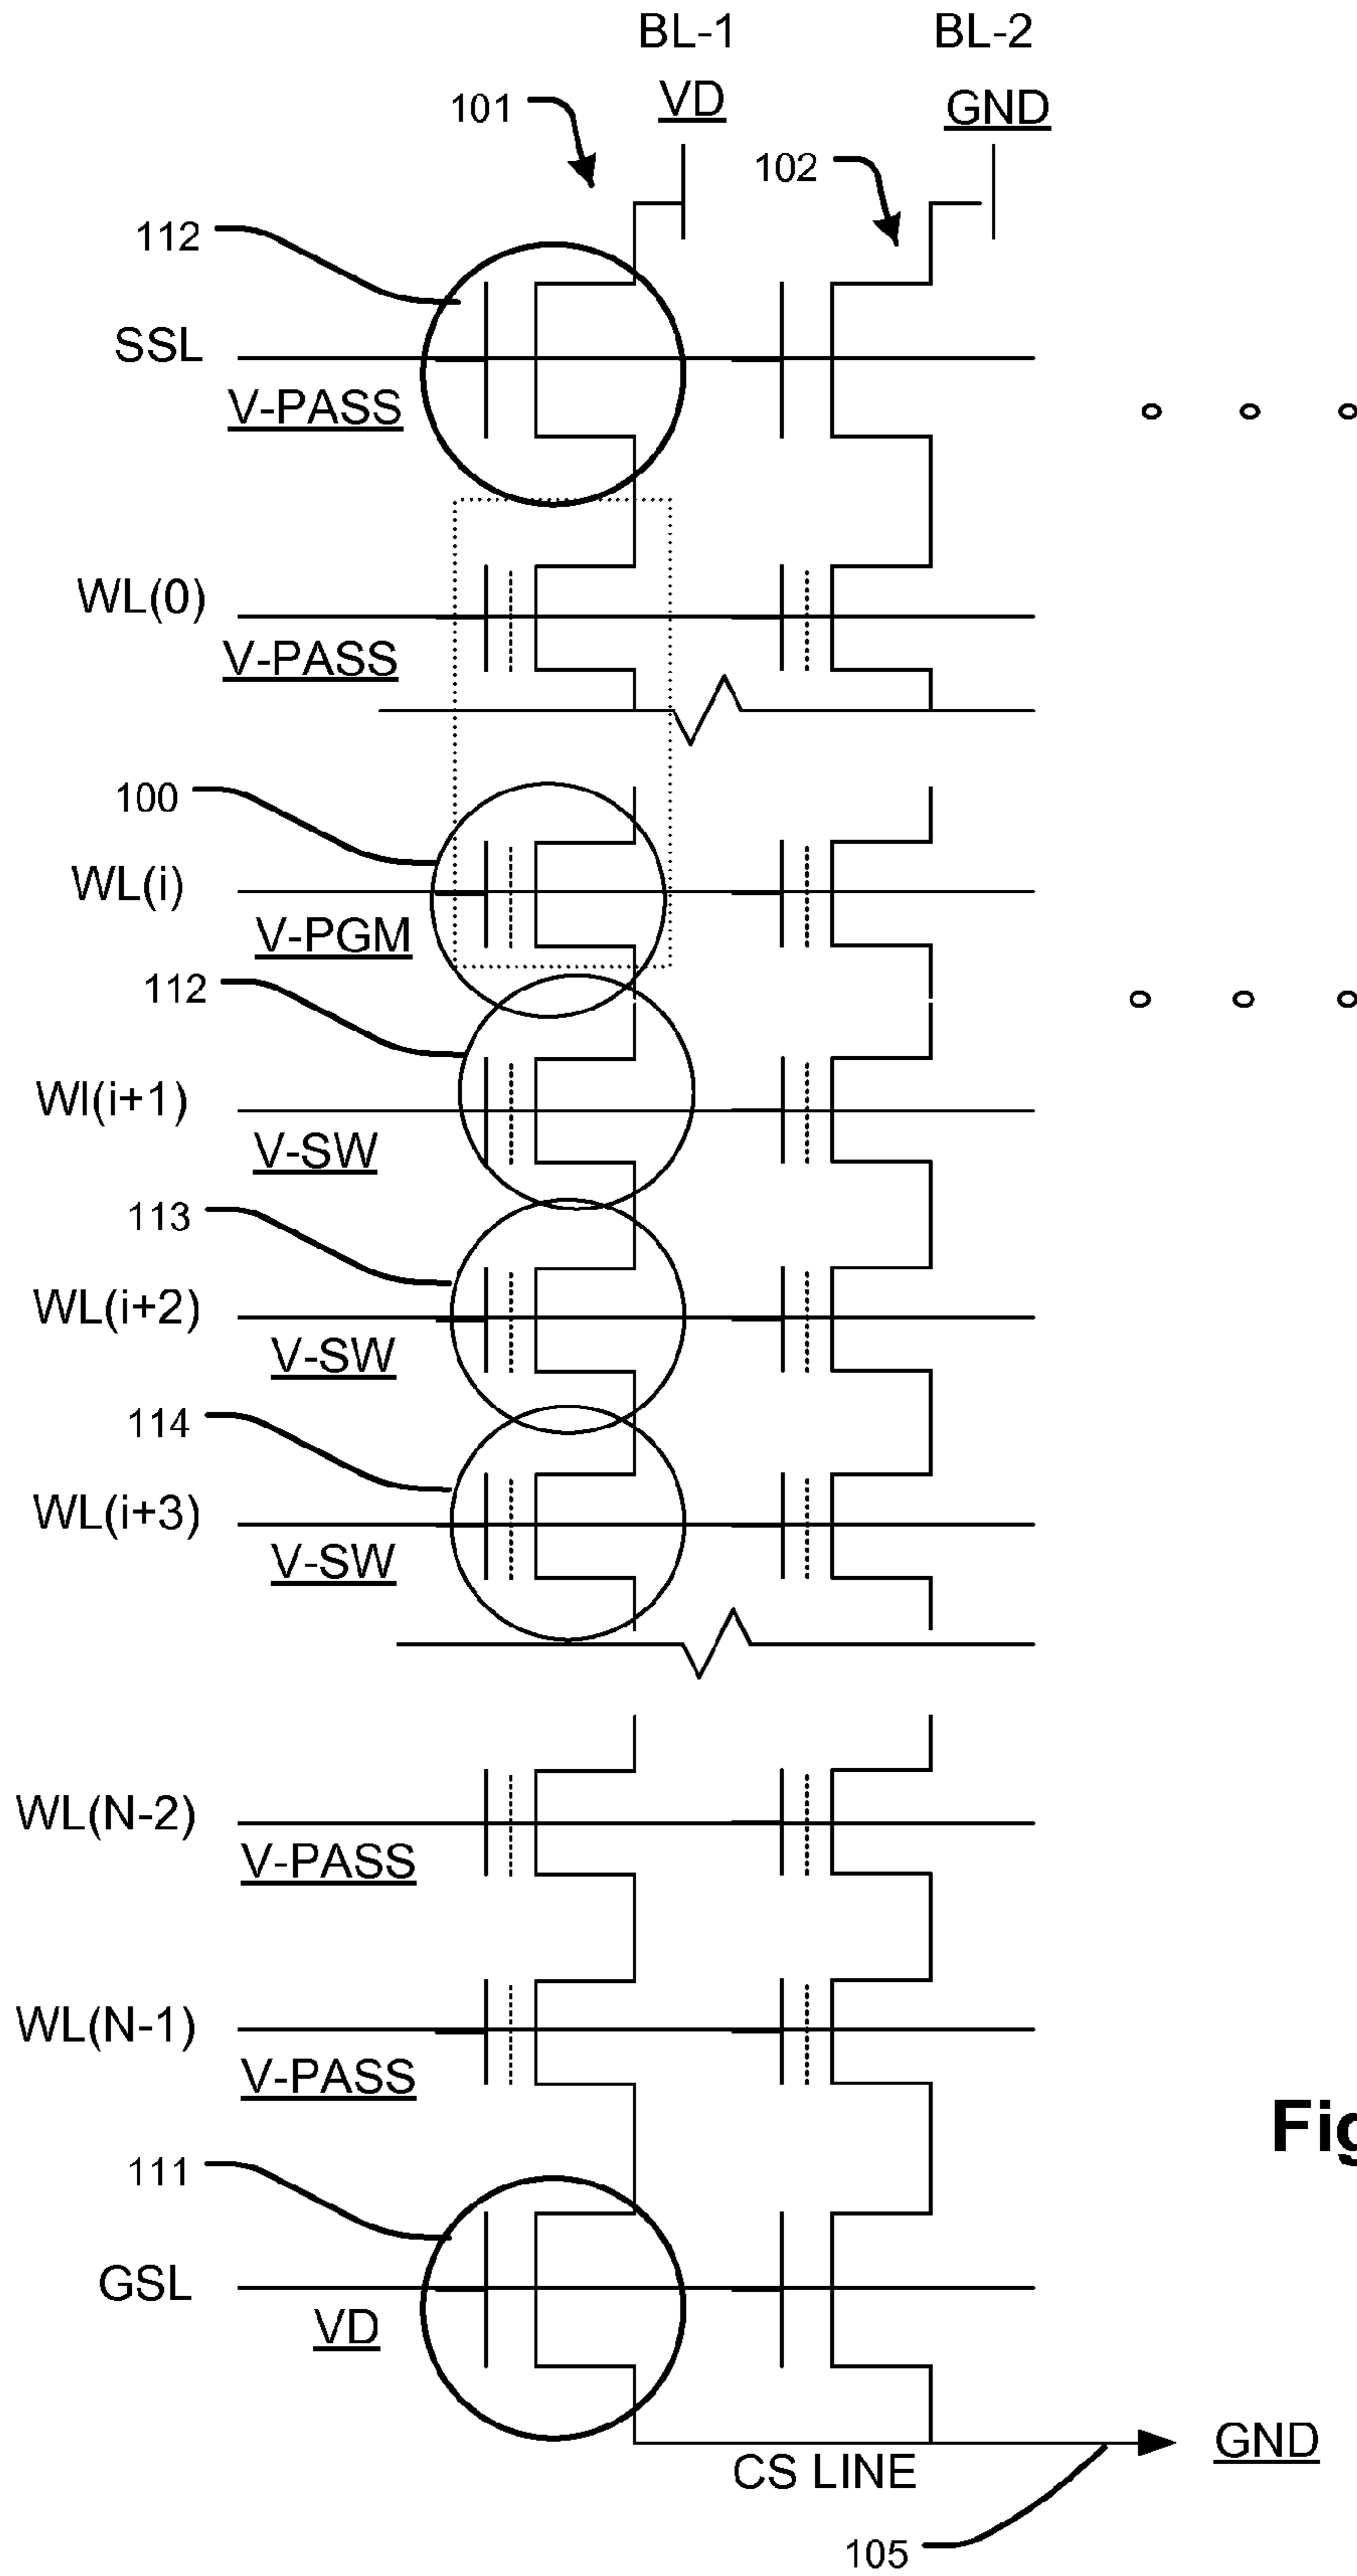 BL-1 BL-2
101 VD GND
102
112
SSL
V-PASS
WL(0)
V-PASS
100
WL(i)
V-PGM
112
Wl(i+1)
V-SW
113
WL(i+2)
V-SW
114
WL(i+3)
V-SW
WL(N-2)
V-PASS
WL(N-1)
V-PASS
Fig
111
GSL
VD
GND
CS LINE
105